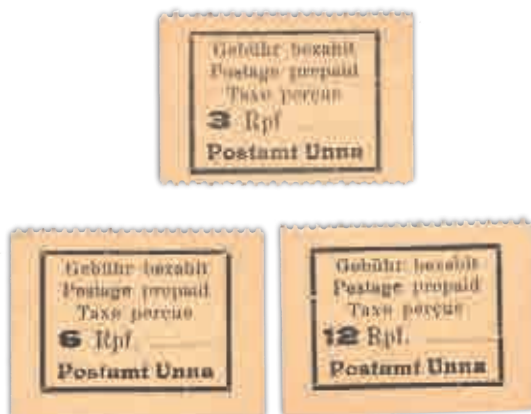 Gebühr bezahlt
Postage prepaid
Taxe perçue
3 Rpf
Postamt Unna
Gebühr bezahlt
Postage prepaid
Taxe perçue
6 Rpf.
Postamt Unna
Gebühr bezahlt
Postage prepaid
Taxe perçue
12 Rpf.
Postamt Unna